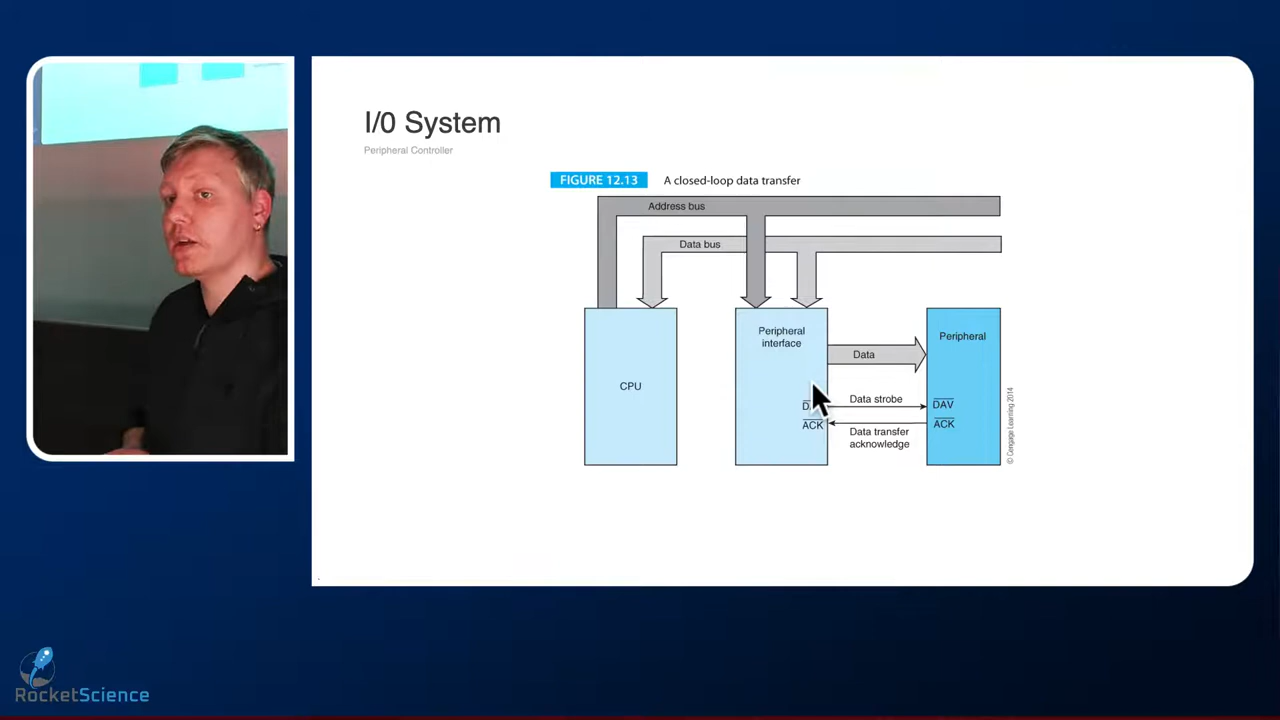 I/0 System
Peripheral Controller
FIGURE 12.13 A closed-loop data transfer
Address bus
Data bus
Peripheral
interface
Peripheral
Data
CPU
Data strobe
DAV
ACK
Data transfer
acknowledge
ACK
© Cengage Learning 2014
RocketScience